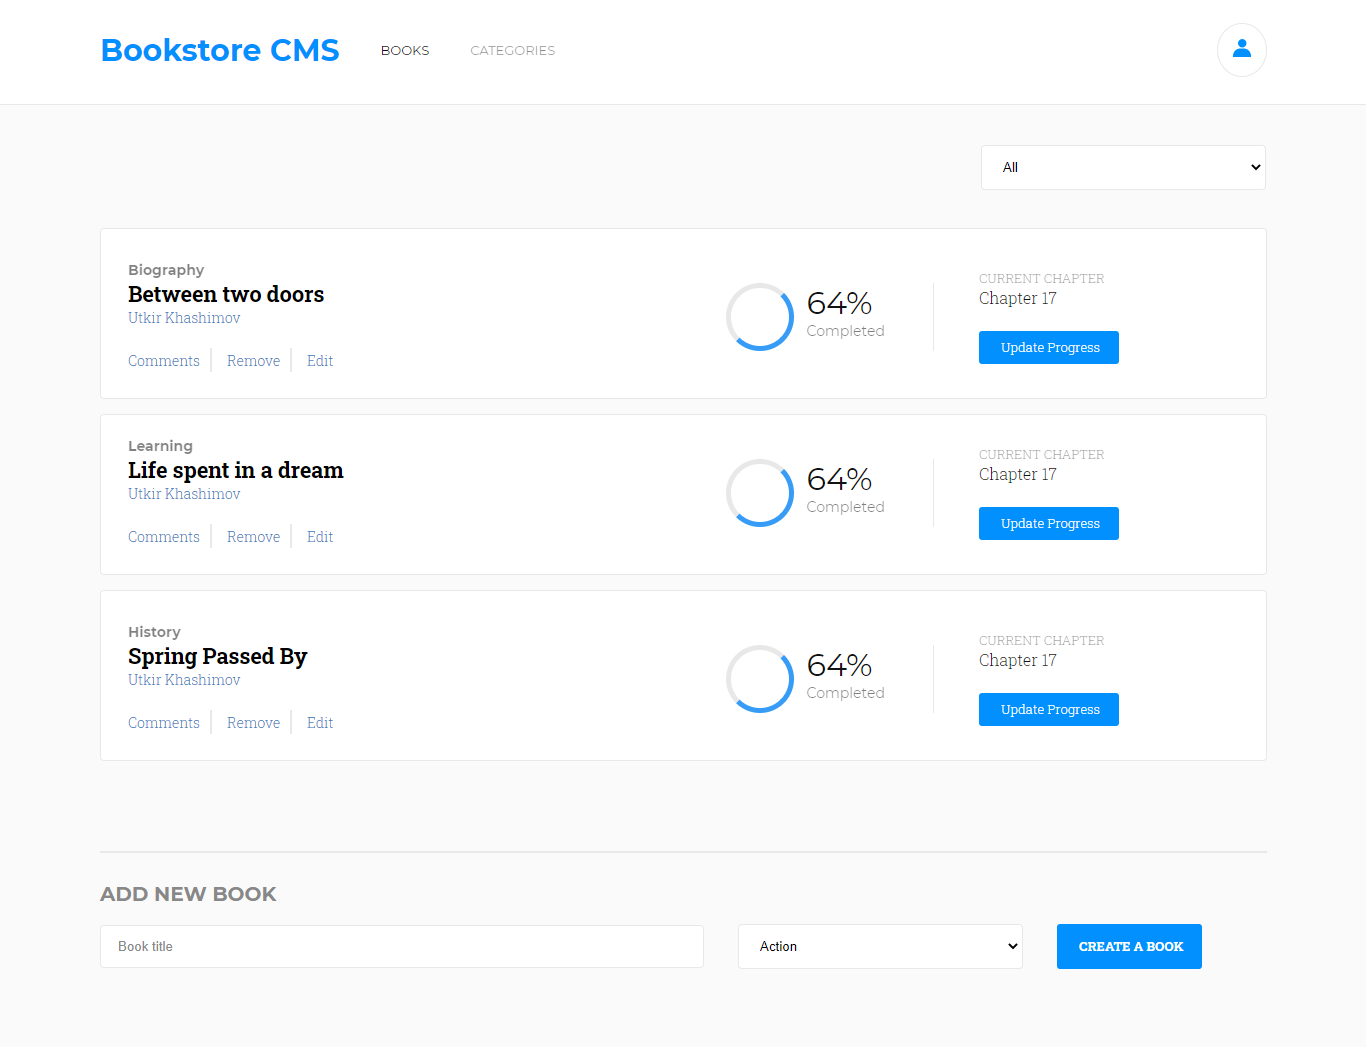 Bookstore CMS BOOKS CATEGORIES
All
Biography
Between two doors
Utkir Khashimov
Comments Remove Edit
64%
Completed
CURRENT CHAPTER
Chapter 17
Update Progress
Learning
Life spent in a dream
Utkir Khashimov
Comments Remove Edit
64%
Completed
CURRENT CHAPTER
Chapter 17
Update Progress
History
Spring Passed By
Utkir Khashimov
Comments Remove Edit
64%
Completed
CURRENT CHAPTER
Chapter 17
Update Progress
ADD NEW BOOK
Book title Action CREATE A BOOK